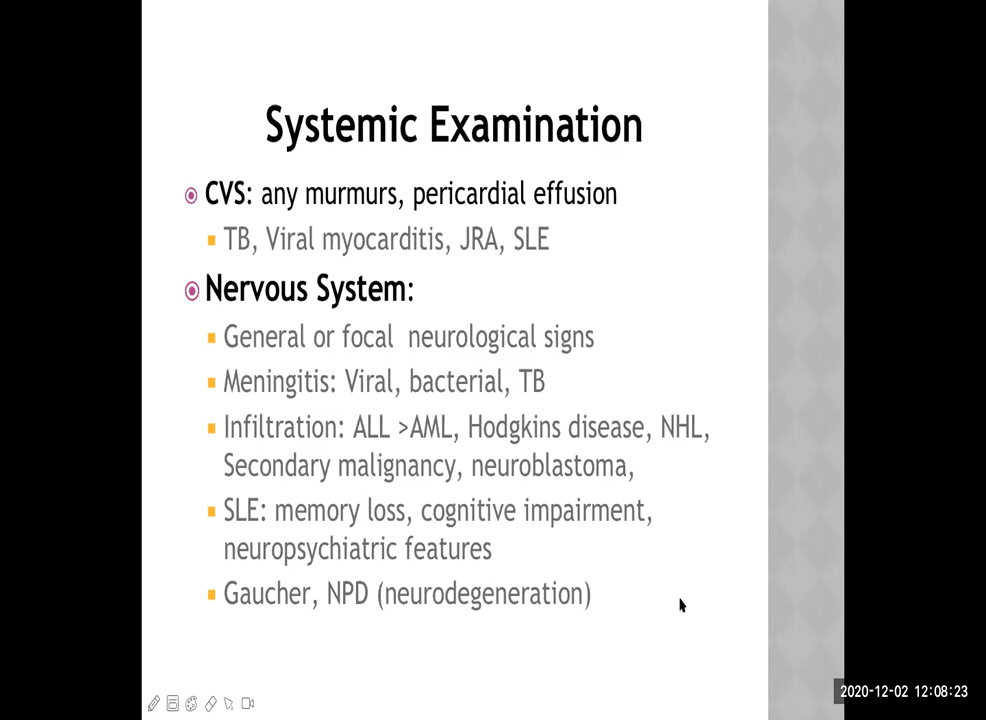 Systemic Examination
CVS: any murmurs, pericardial effusion
TB, Viral myocarditis, JRA, SLE
Nervous System:
General or focal neurological signs
Meningitis: Viral, bacterial, TB
Infiltration: ALL >AML, Hodgkins disease, NHL,
Secondary malignancy, neuroblastoma,
SLE: memory loss, cognitive impairment,
neuropsychiatric features
Gaucher, NPD (neurodegeneration)
2020-12-02 12:08:23